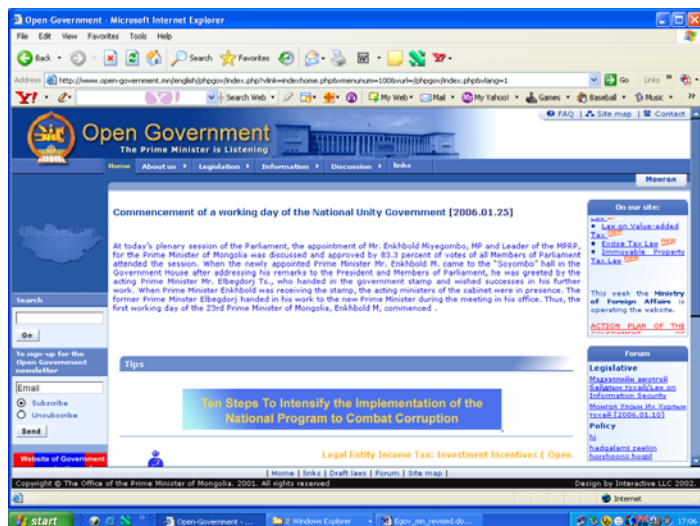 Open-Government - Microsoft Internet Explorer
File Edit View Favorites Tools Help
Back Search Favorites
Address http://www.open-government.mn/english/phpgov/index.php?vlink=indexhome.php&vmenunum=100&vurl=/phpgov/index.php&vlang=1 Go Links
Y! Search Web My Web Mail My Yahoo! Games Baseball Music
FAQ | Site map | Contact
Open Government
The Prime Minister is Listening
Home About us Legislation Information Discussion links
Монгол
Commencement of a working day of the National Unity Government [2006.01.25]
At today's plenary session of the Parliament, the appointment of Mr. Enkhbold Miyegombo, MP and Leader of the MPRP,
for the Prime Minister of Mongolia was discussed and approved by 83.3 percent of votes of all Members of Parliament
attended the session. When the newly appointed Prime Minister Mr. Enkhbold M. came to the "Soyombo" hall in the
Government House after addressing his remarks to the President and Members of Parliament, he was greeted by the
acting Prime Minister Mr. Elbegdorj Ts., who handed in the government stamp and wished successes in his further
work. When Prime Minister Enkhbold was receiving the stamp, the acting ministers of the cabinet were in presence. The
former Prime Minster Elbegdorj handed in his work to the new Prime Minister during the meeting in his office. Thus, the
first working day of the 23rd Prime Minister of Mongolia, Enkhbold M, commenced .
Discussion
Search
Go
To sign-up for the
Open Government
newsletter
Email
Subscribe
Unsubscribe
Send
Website of Government
Tips
Ten Steps To Intensify the Implementation of the
National Program to Combat Corruption
Legal Entity Income Tax: Investment Incentives ( Open
On our site:
Law on Value-added
Tax new
Excise Tax Law new
Immovable Property
Tax Law new
This week the Ministry
of Foreign Affairs is
operating the website.
ACTION PLAN OF THE
GOVERNMENT OF
Forum
Legislative
Мэдээллийн аюулгүй
байдлын тухай/Law on
Information Security
Монгол Улсын Их Хурлын
тухай [2006.01.10]
Policy
hi
hadgalamj zeeliin
horshoonii hooqil
| Home | links | Draft laws | Forum | Site map |
Copyright © The Office of the Prime Minister of Mongolia. 2001. All rights reserved Design by Interactive LLC 2002.
Internet
start Open-Government - ... 2 Windows Explorer Egov_mn_revised.do... 17:06